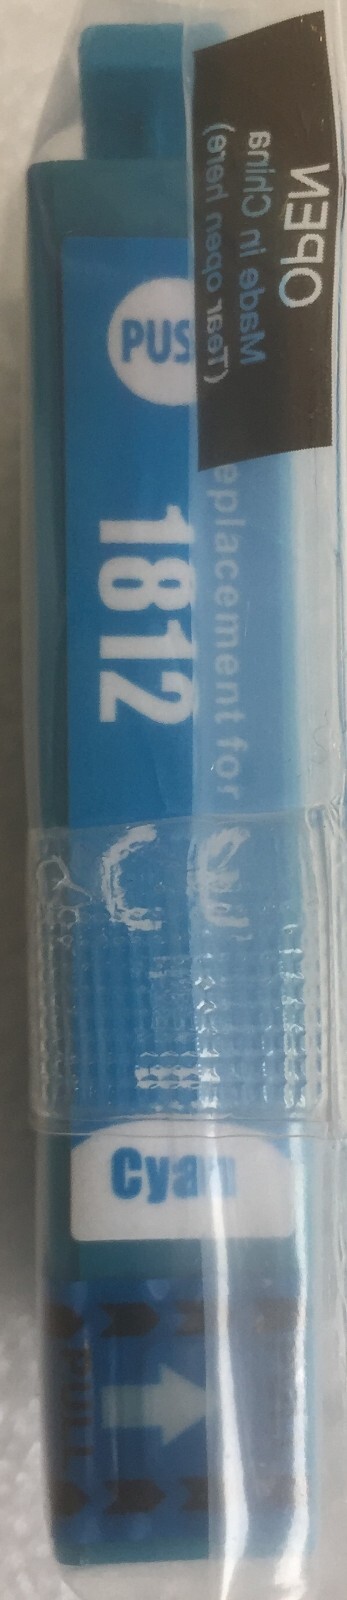 OPEN
Made in China
(Tear open here)
PUS
eplacement for
1812
Cyan
PULL